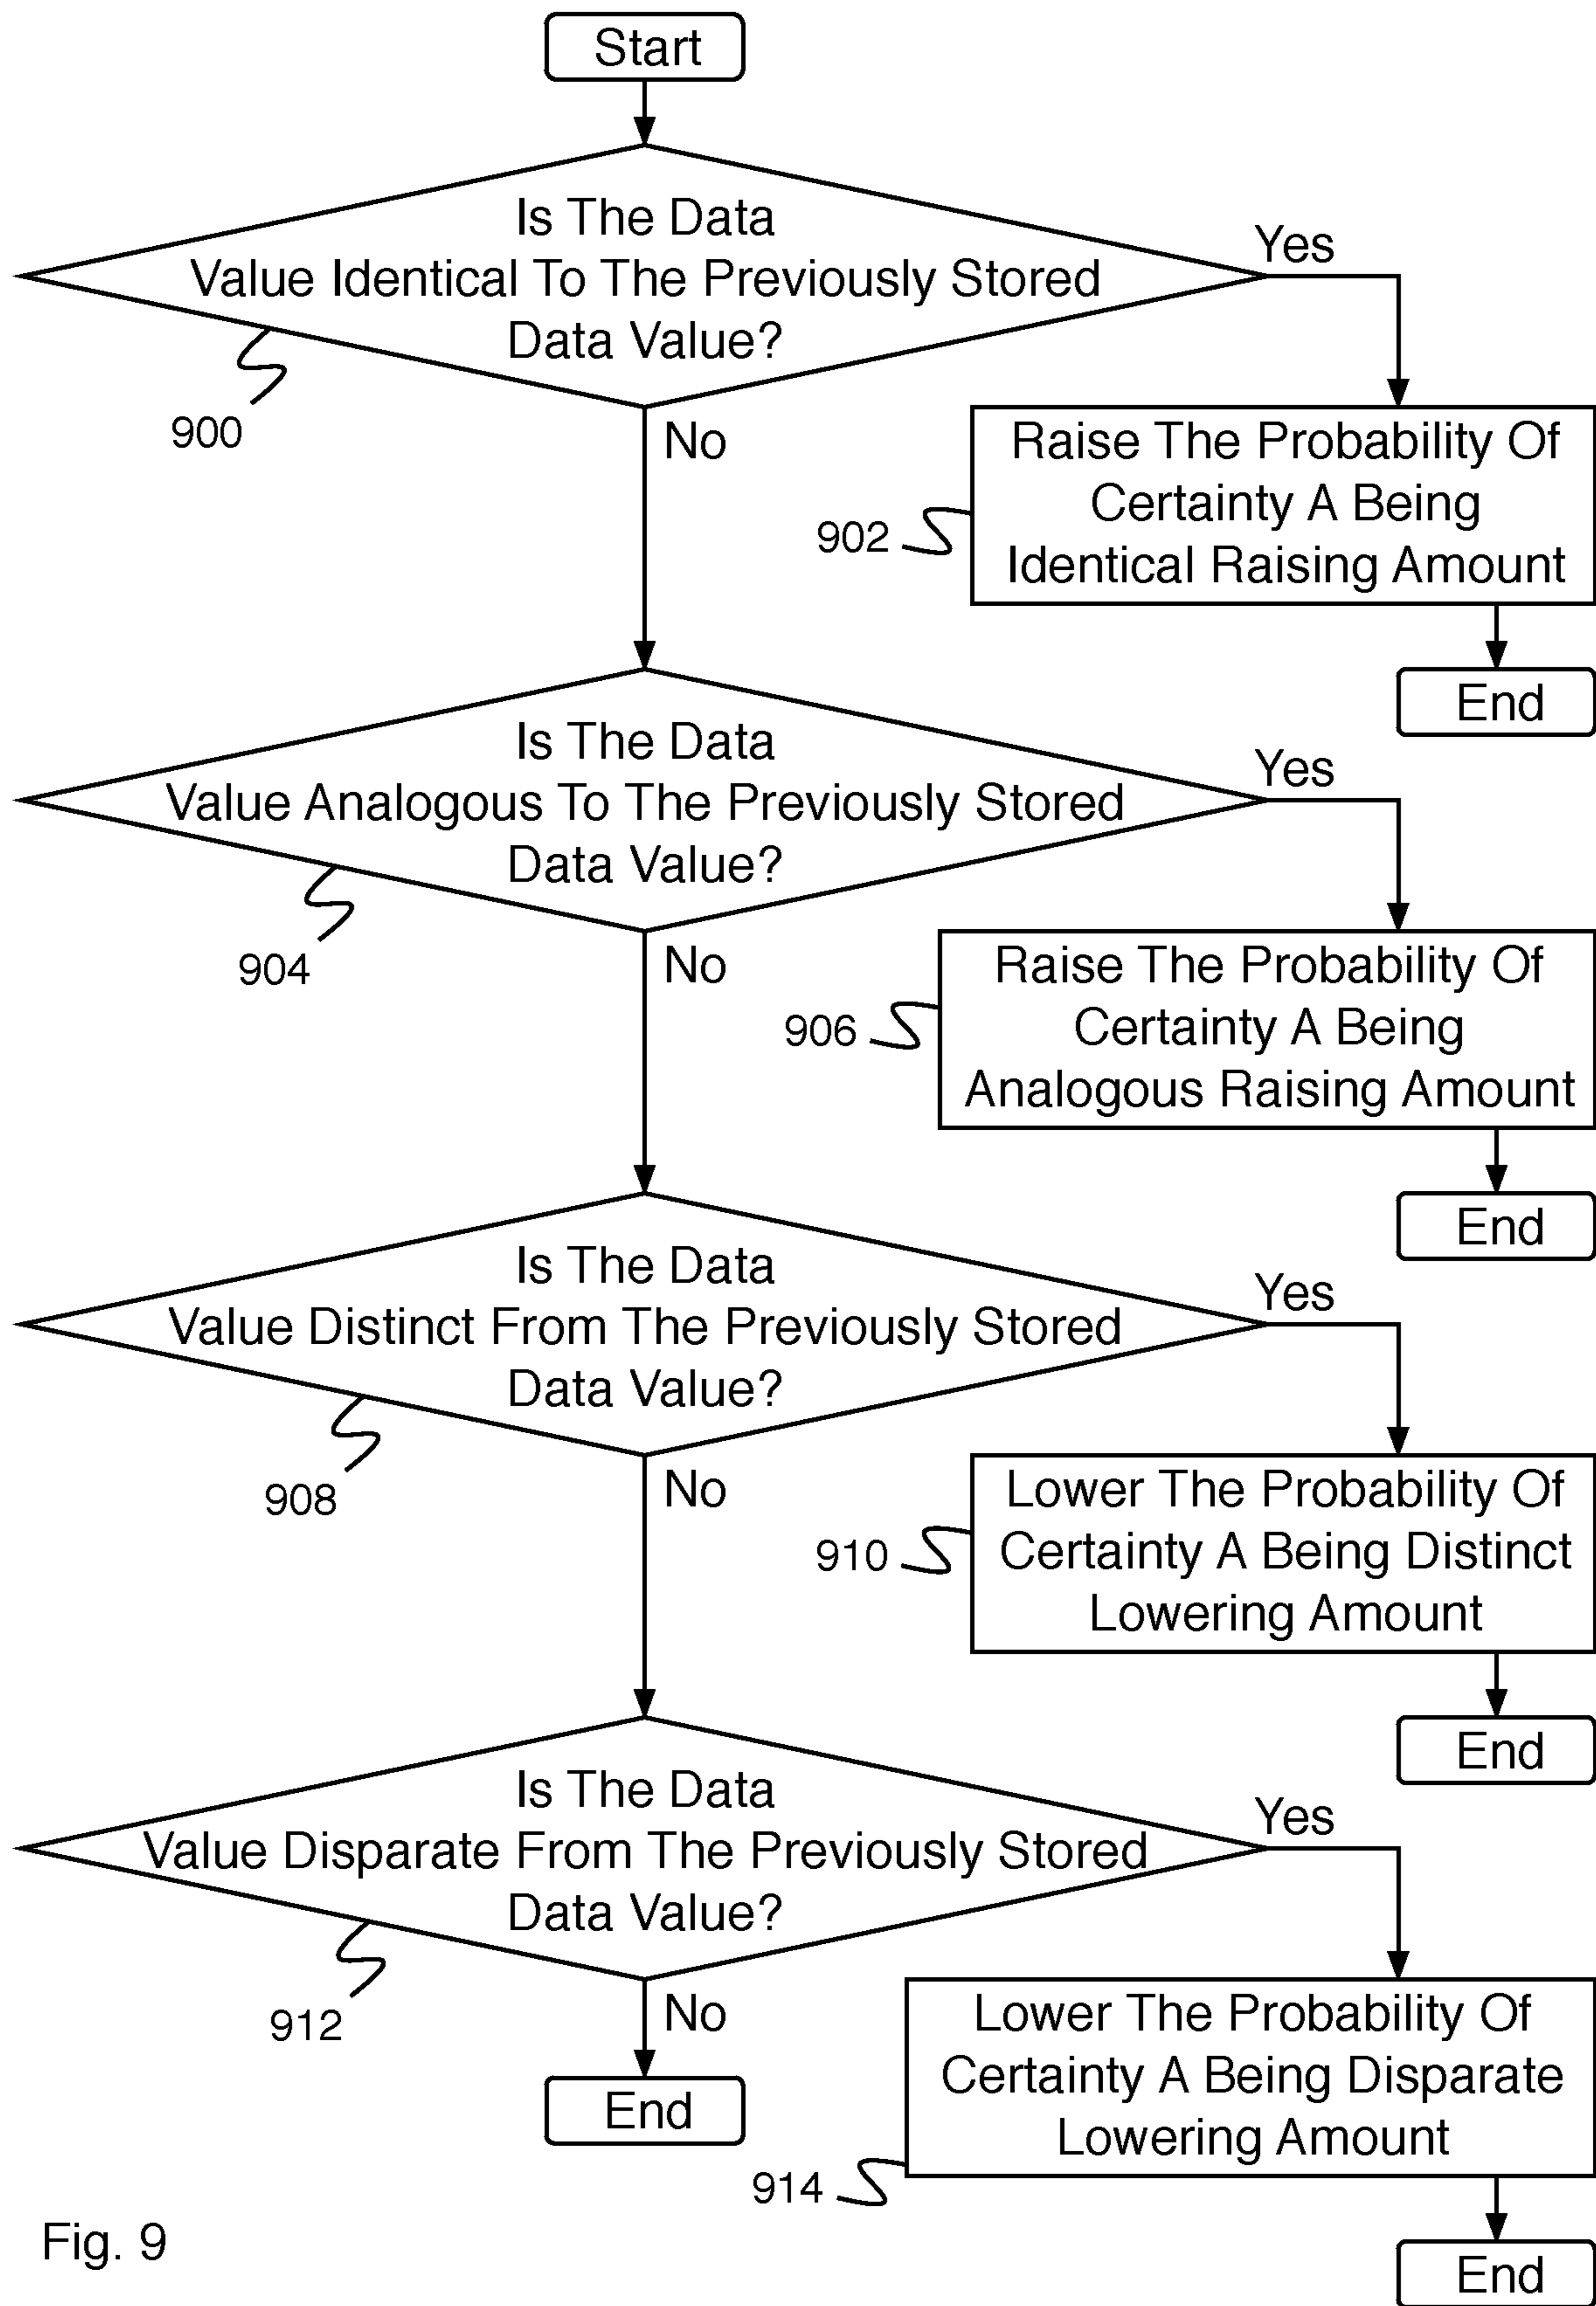 Start
Is The Data
Value Identical To The Previously Stored
Data Value?
Yes
900
No
Raise The Probability Of
Certainty A Being
Identical Raising Amount
902
End
Is The Data
Value Analogous To The Previously Stored
Data Value?
Yes
904
No
Raise The Probability Of
Certainty A Being
Analogous Raising Amount
906
End
Is The Data
Value Distinct From The Previously Stored
Data Value?
Yes
908
No
Lower The Probability Of
Certainty A Being Distinct
Lowering Amount
910
End
Is The Data
Value Disparate From The Previously Stored
Data Value?
Yes
912
No
End
Lower The Probability Of
Certainty A Being Disparate
Lowering Amount
914
End
Fig. 9